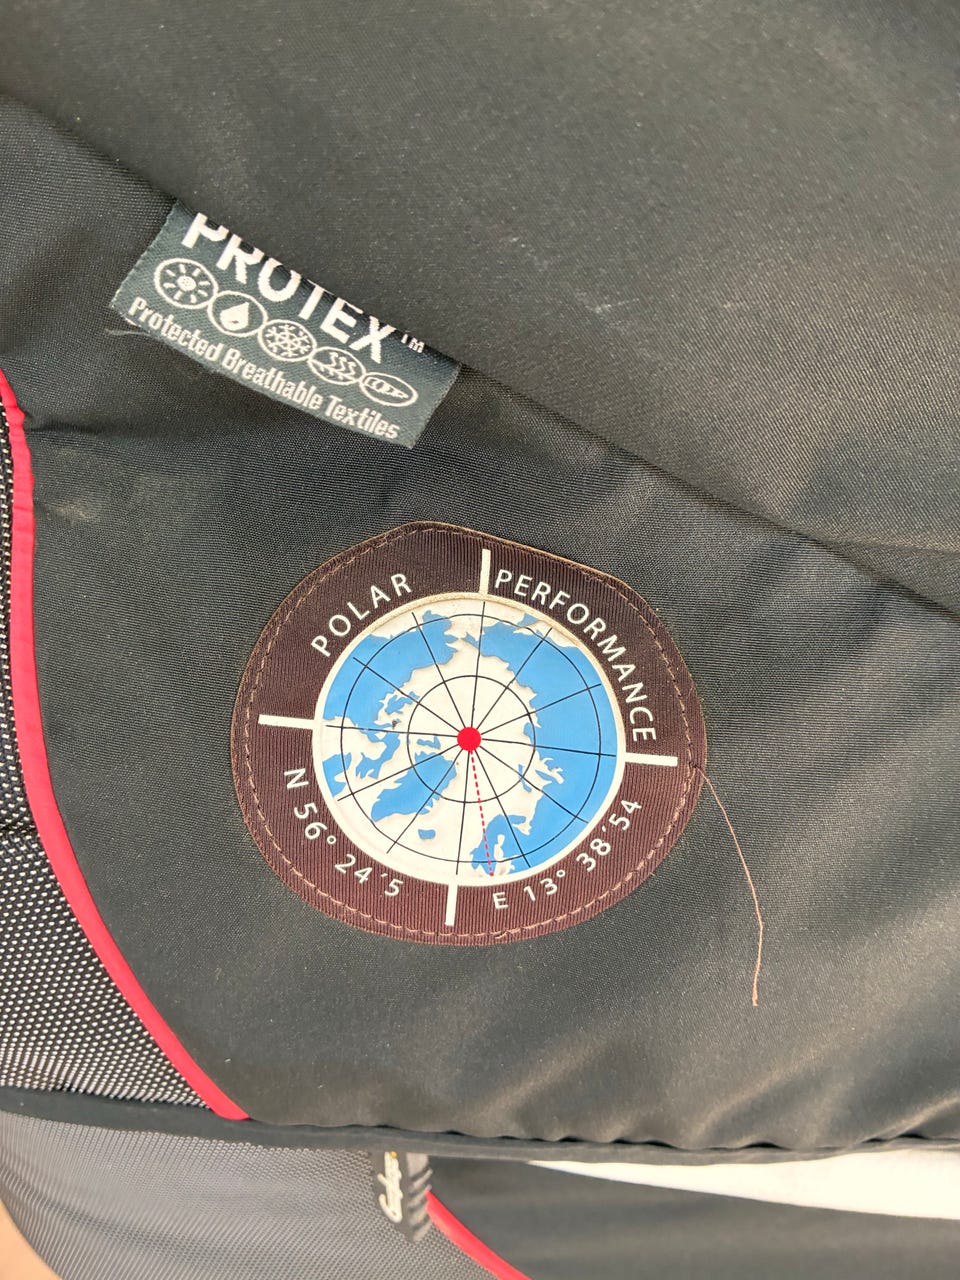 PROTEX™
Protected Breathable Textiles
POLAR PERFORMANCE
N 56° 24'5 E 13° 38'54